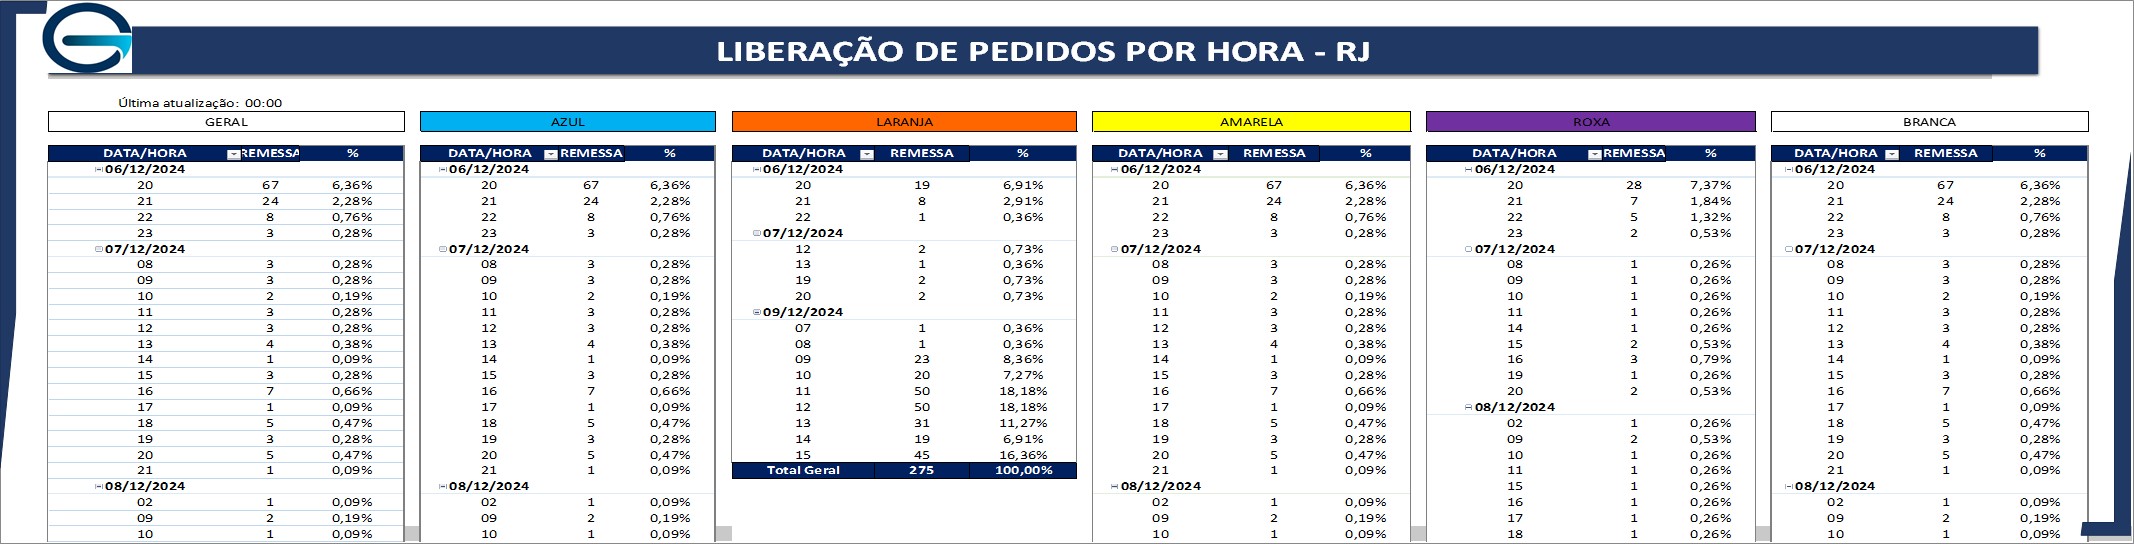 LIBERAÇÃO DE PEDIDOS POR HORA - RJ
Última atualização: 00:00
GERAL
DATA/HORA REMESSA %
06/12/2024
20 67 6,36%
21 24 2,28%
22 8 0,76%
23 3 0,28%
07/12/2024
08 3 0,28%
09 3 0,28%
10 2 0,19%
11 3 0,28%
12 3 0,28%
13 4 0,38%
14 1 0,09%
15 3 0,28%
16 7 0,66%
17 1 0,09%
18 5 0,47%
19 3 0,28%
20 5 0,47%
21 1 0,09%
08/12/2024
02 1 0,09%
09 2 0,19%
10 1 0,09%
AZUL
DATA/HORA REMESSA %
06/12/2024
20 67 6,36%
21 24 2,28%
22 8 0,76%
23 3 0,28%
07/12/2024
08 3 0,28%
09 3 0,28%
10 2 0,19%
11 3 0,28%
12 3 0,28%
13 4 0,38%
14 1 0,09%
15 3 0,28%
16 7 0,66%
17 1 0,09%
18 5 0,47%
19 3 0,28%
20 5 0,47%
21 1 0,09%
08/12/2024
02 1 0,09%
09 2 0,19%
10 1 0,09%
LARANJA
DATA/HORA REMESSA %
06/12/2024
20 19 6,91%
21 8 2,91%
22 1 0,36%
07/12/2024
12 2 0,73%
13 1 0,36%
19 2 0,73%
20 2 0,73%
09/12/2024
07 1 0,36%
08 1 0,36%
09 23 8,36%
10 20 7,27%
11 50 18,18%
12 50 18,18%
13 31 11,27%
14 19 6,91%
15 45 16,36%
Total Geral 275 100,00%
AMARELA
DATA/HORA REMESSA %
06/12/2024
20 67 6,36%
21 24 2,28%
22 8 0,76%
23 3 0,28%
07/12/2024
08 3 0,28%
09 3 0,28%
10 2 0,19%
11 3 0,28%
12 3 0,28%
13 4 0,38%
14 1 0,09%
15 3 0,28%
16 7 0,66%
17 1 0,09%
18 5 0,47%
19 3 0,28%
20 5 0,47%
21 1 0,09%
08/12/2024
02 1 0,09%
09 2 0,19%
10 1 0,09%
ROXA
DATA/HORA REMESSA %
06/12/2024
20 28 7,37%
21 7 1,84%
22 5 1,32%
23 2 0,53%
07/12/2024
08 1 0,26%
09 1 0,26%
10 1 0,26%
11 1 0,26%
14 1 0,26%
15 2 0,53%
16 3 0,79%
19 1 0,26%
20 2 0,53%
08/12/2024
02 1 0,26%
09 2 0,53%
10 1 0,26%
11 1 0,26%
15 1 0,26%
16 1 0,26%
17 1 0,26%
18 1 0,26%
BRANCA
DATA/HORA REMESSA %
06/12/2024
20 67 6,36%
21 24 2,28%
22 8 0,76%
23 3 0,28%
07/12/2024
08 3 0,28%
09 3 0,28%
10 2 0,19%
11 3 0,28%
12 3 0,28%
13 4 0,38%
14 1 0,09%
15 3 0,28%
16 7 0,66%
17 1 0,09%
18 5 0,47%
19 3 0,28%
20 5 0,47%
21 1 0,09%
08/12/2024
02 1 0,09%
09 2 0,19%
10 1 0,09%